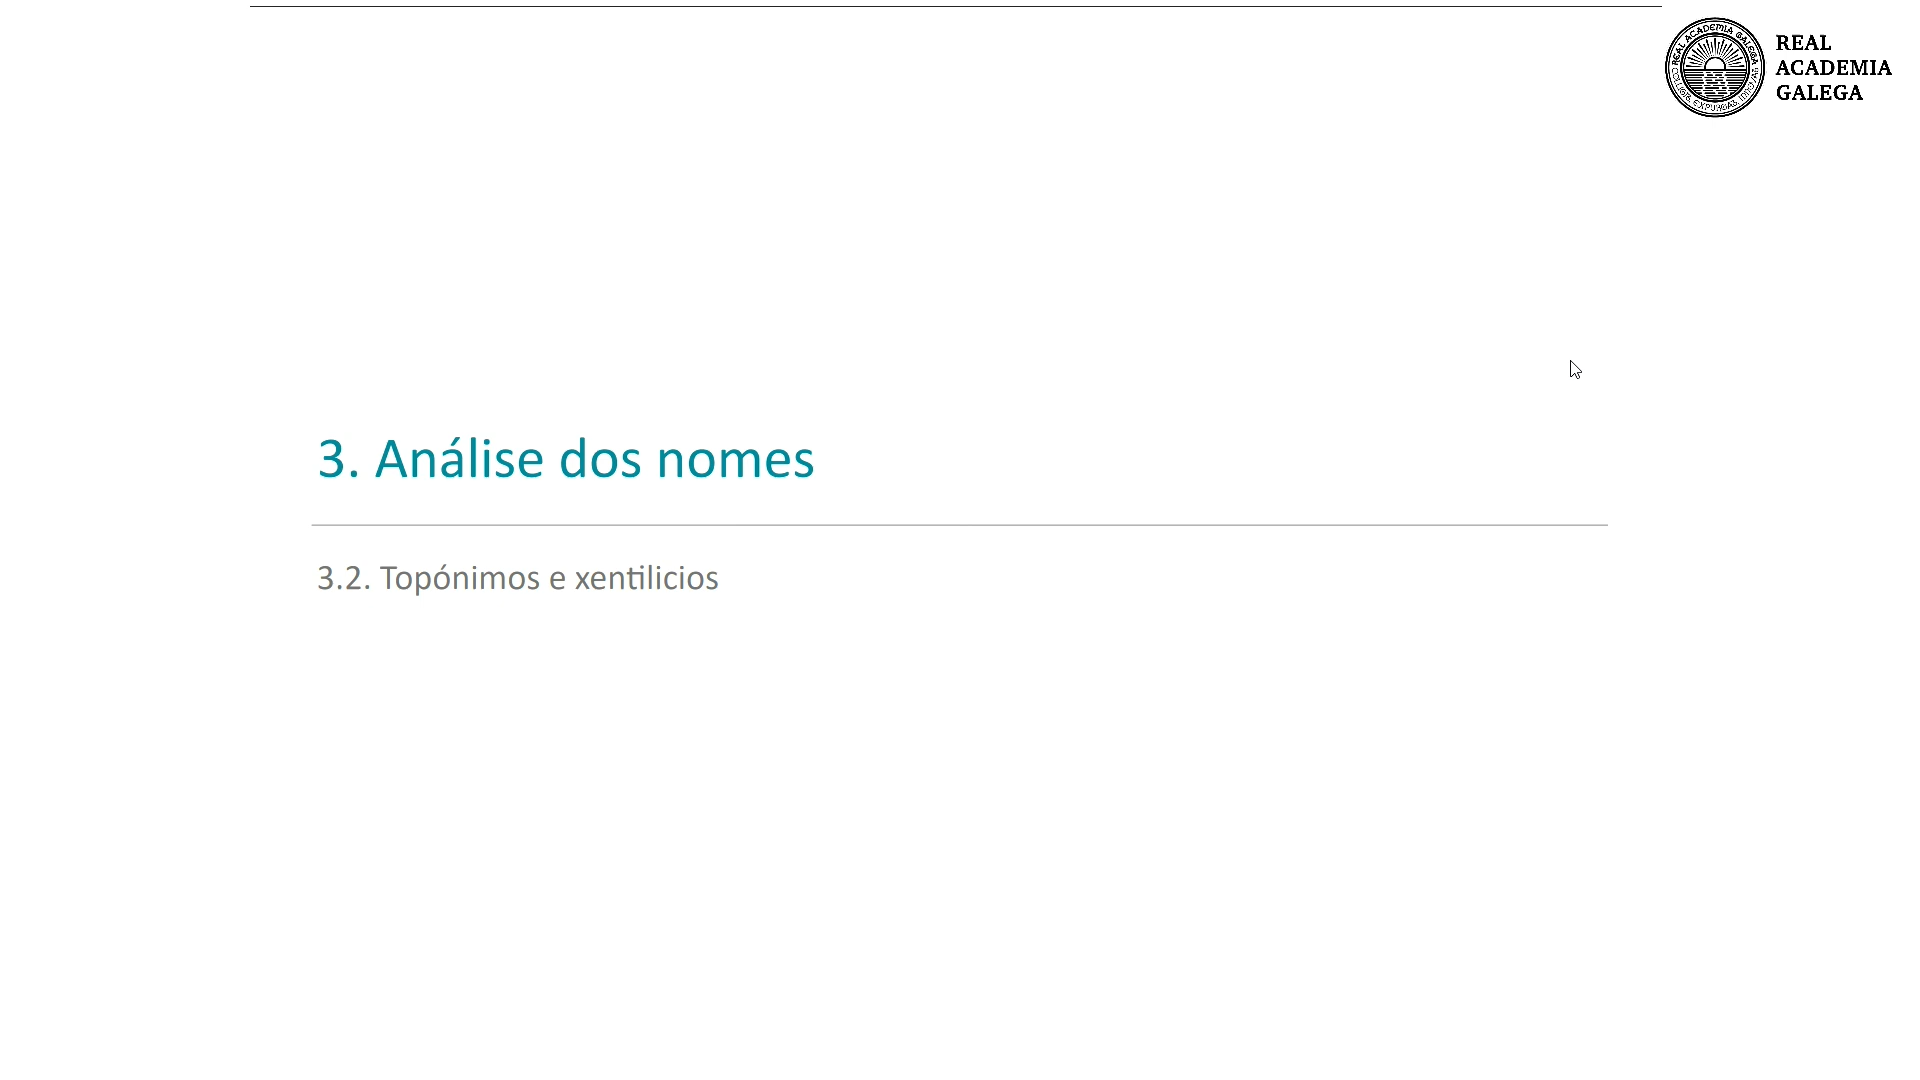 REAL
ACADEMIA
GALEGA
3. Análise dos nomes
3.2. Topónimos e xentilicios